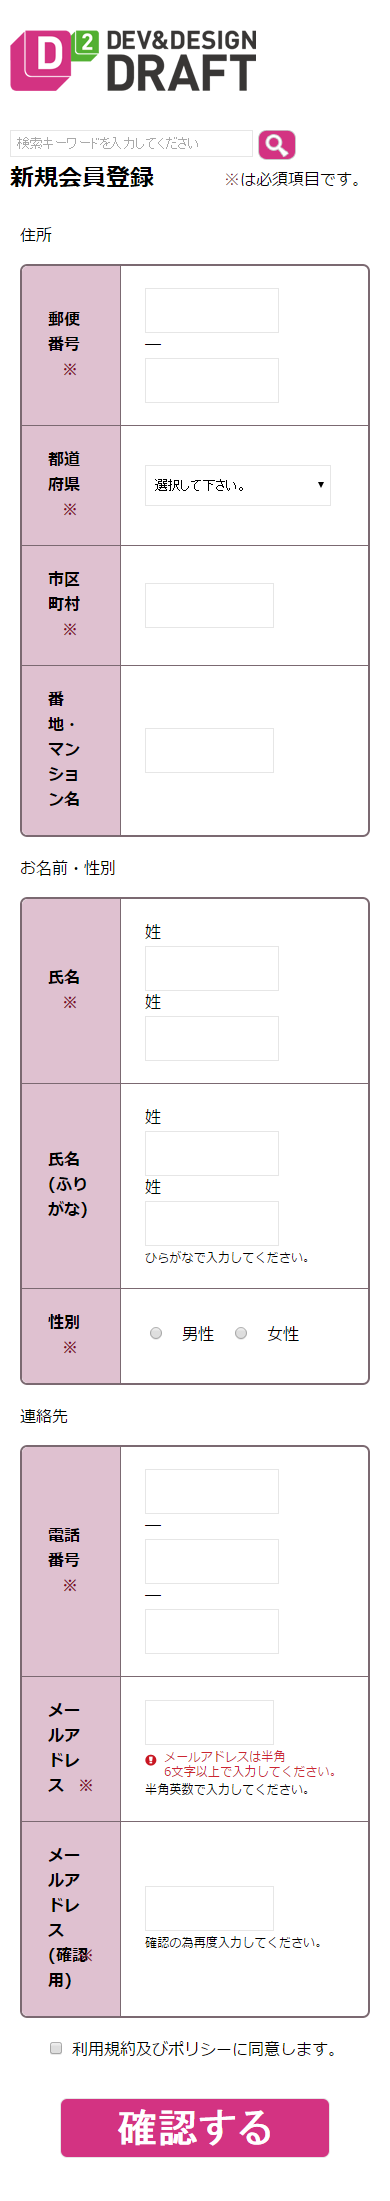 D2 DEV&DESIGN
DRAFT
検索キーワードを入力してください
新規会員登録 ※は必須項目です。
住所
郵便
番号
※
—
都道
府県
※
選択して下さい。
市区
町村
※
番
地・
マン
ショ
ン名
お名前・性別
氏名
※
姓
姓
氏名
(ふり
がな)
姓
姓
ひらがなで入力してください。
性別
※
男性 女性
連絡先
電話
番号
※
—
—
メー
ルア
ドレ
ス ※
メールアドレスは半角
6文字以上で入力してください。
半角英数で入力してください。
メー
ルア
ドレ
ス
(確認※
用)
確認の為再度入力してください。
利用規約及びポリシーに同意します。
確認する